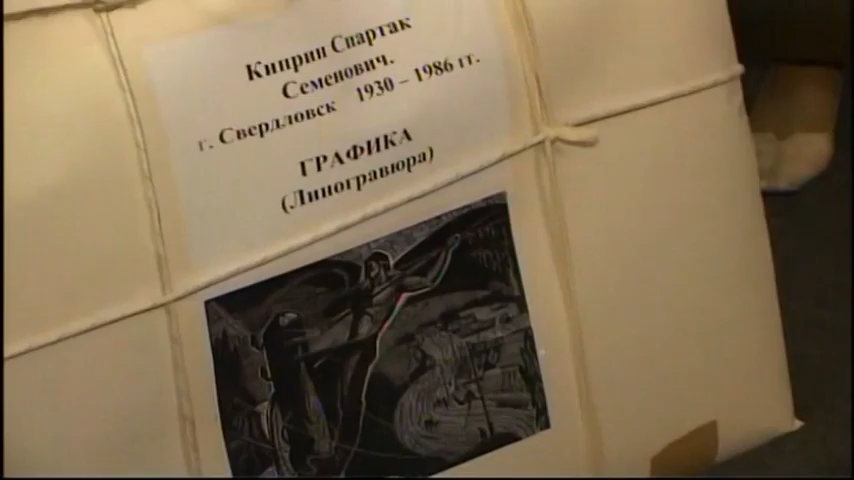 Киприн Спартак
Семенович.
г. Свердловск 1930 – 1986 гг.
ГРАФИКА
(Линогравюра)